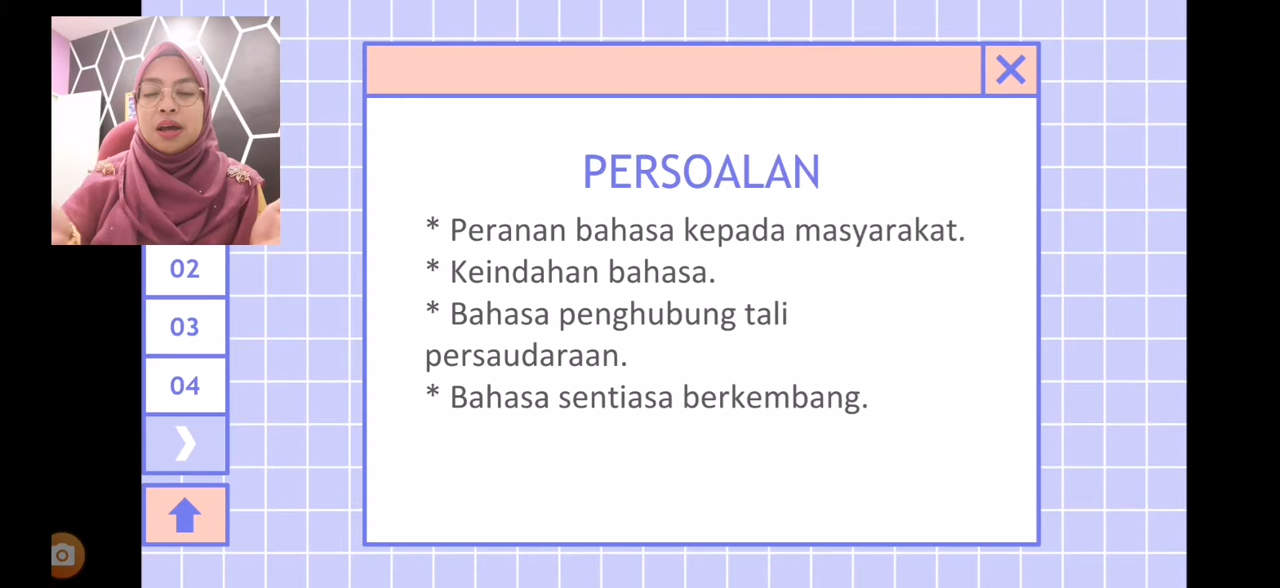 PERSOALAN
* Peranan bahasa kepada masyarakat.
* Keindahan bahasa.
* Bahasa penghubung tali
persaudaraan.
* Bahasa sentiasa berkembang.
02
03
04